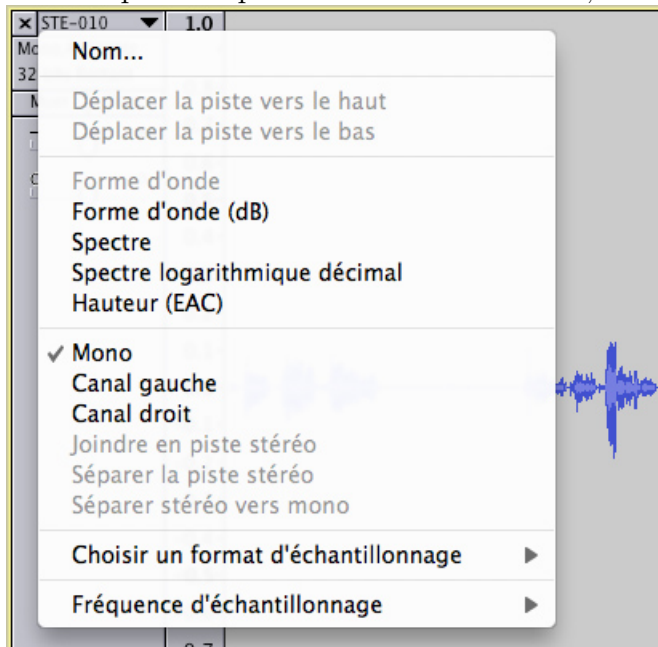 STE-010 1.0
Nom...
32
Déplacer la piste vers le haut
Déplacer la piste vers le bas
Forme d'onde
Forme d'onde (dB)
Spectre
Spectre logarithmique décimal
Hauteur (EAC)
Mono
Canal gauche
Canal droit
Joindre en piste stéréo
Séparer la piste stéréo
Séparer stéréo vers mono
Choisir un format d'échantillonnage
Fréquence d'échantillonnage